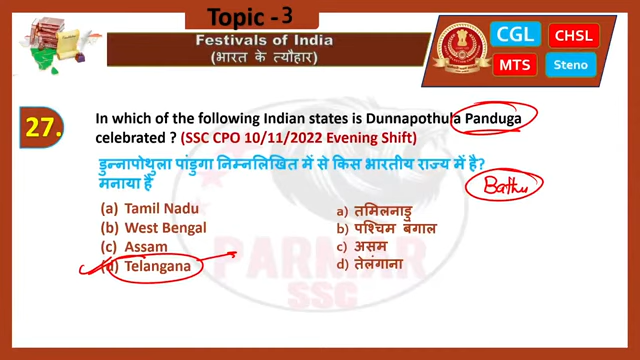 Topic -3
Festivals of India
(भारत के त्यौहार)
CGL
CHSL
MTS
Steno
27.
In which of the following Indian states is Dunnapothula Panduga
celebrated ? (SSC CPO 10/11/2022 Evening Shift)
डुन्नापोथुला पांडुगा निम्नलिखित में से किस भारतीय राज्य में है?
मनाया है
Bathu
(a) Tamil Nadu
(b) West Bengal
(c) Assam
(d) Telangana
a) तमिलनाडु
b) पश्चिम बंगाल
c) असम
d) तेलंगाना
PARMAR
SSC